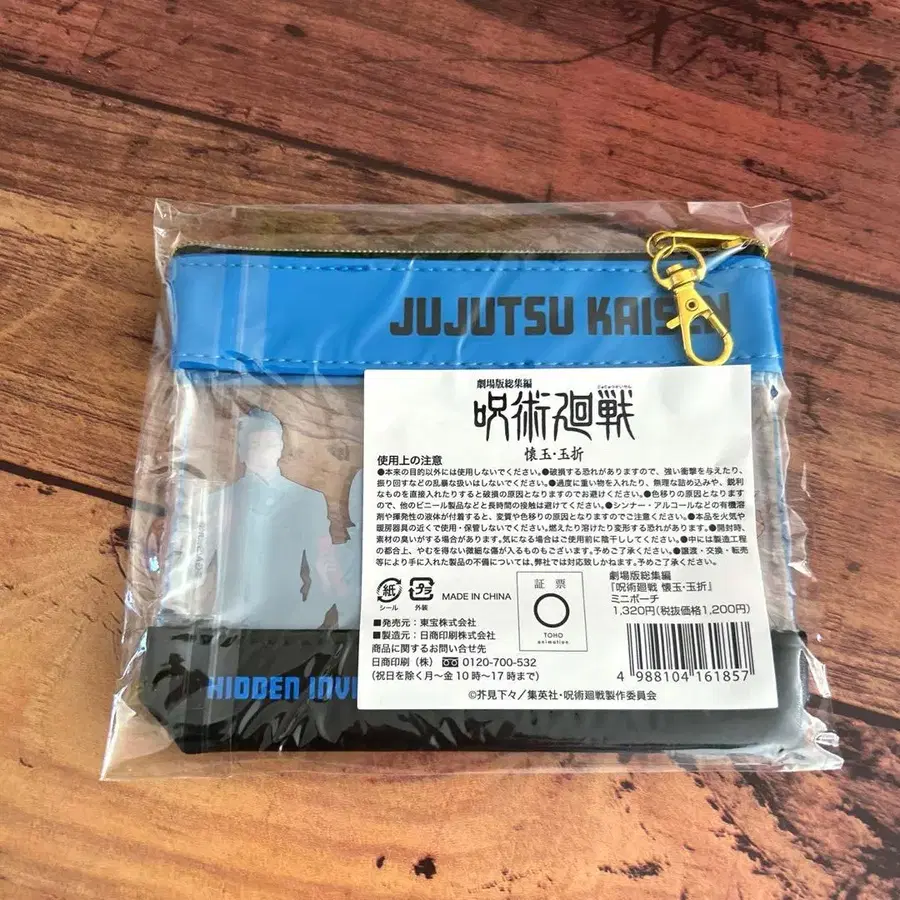 JUJUTSU KAISEN
劇場版総集編
じゅじゅつかいせん
呪術廻戦
懐玉・玉折
使用上の注意
●本来の目的以外には使用しないでください。●破損する恐れがありますので、強い衝撃を与えたり、
振り回すなどの乱暴な扱いはしないでください。●過度に重い物を入れたり、無理な詰め込みや、鋭利
なものを直接入れたりすると破損の原因となりますのでお避けください。●色移りの原因となります
ので、他のビニール製品などと長時間の接触は避けてください。●シンナー・アルコールなどの有機溶
剤や揮発性の液体が付着すると、変質や色移りの原因となりますのでご注意ください。●本品を火気や
暖房器具の近くで使用・保管しないでください。燃えたり溶けたり変形する恐れがあります。●開封時、
素材の臭いがする場合があります。気になる場合はご使用前に陰干ししてください。●中には製造工程
の都合上、やむを得ない微細な傷が入るものもございます。予めご了承ください。●譲渡・交換・転売
等により手に入れた製品の不備については、弊社では対応致しかねます。予めご了承ください。
紙
シール
プラ
外装
MADE IN CHINA
証票
TOHO
animation
劇場版総集編
『呪術廻戦 懐玉・玉折』
ミニポーチ
1,320円(税抜価格1,200円)
■発売元：東宝株式会社
■製造元：日商印刷株式会社
商品に関するお問い合せ先
日商印刷（株） 0120-700-532
(祝日を除く月～金 10時～17時まで)
4 988104 161857
©芥見下々／集英社・呪術廻戦製作委員会
HIDDEN